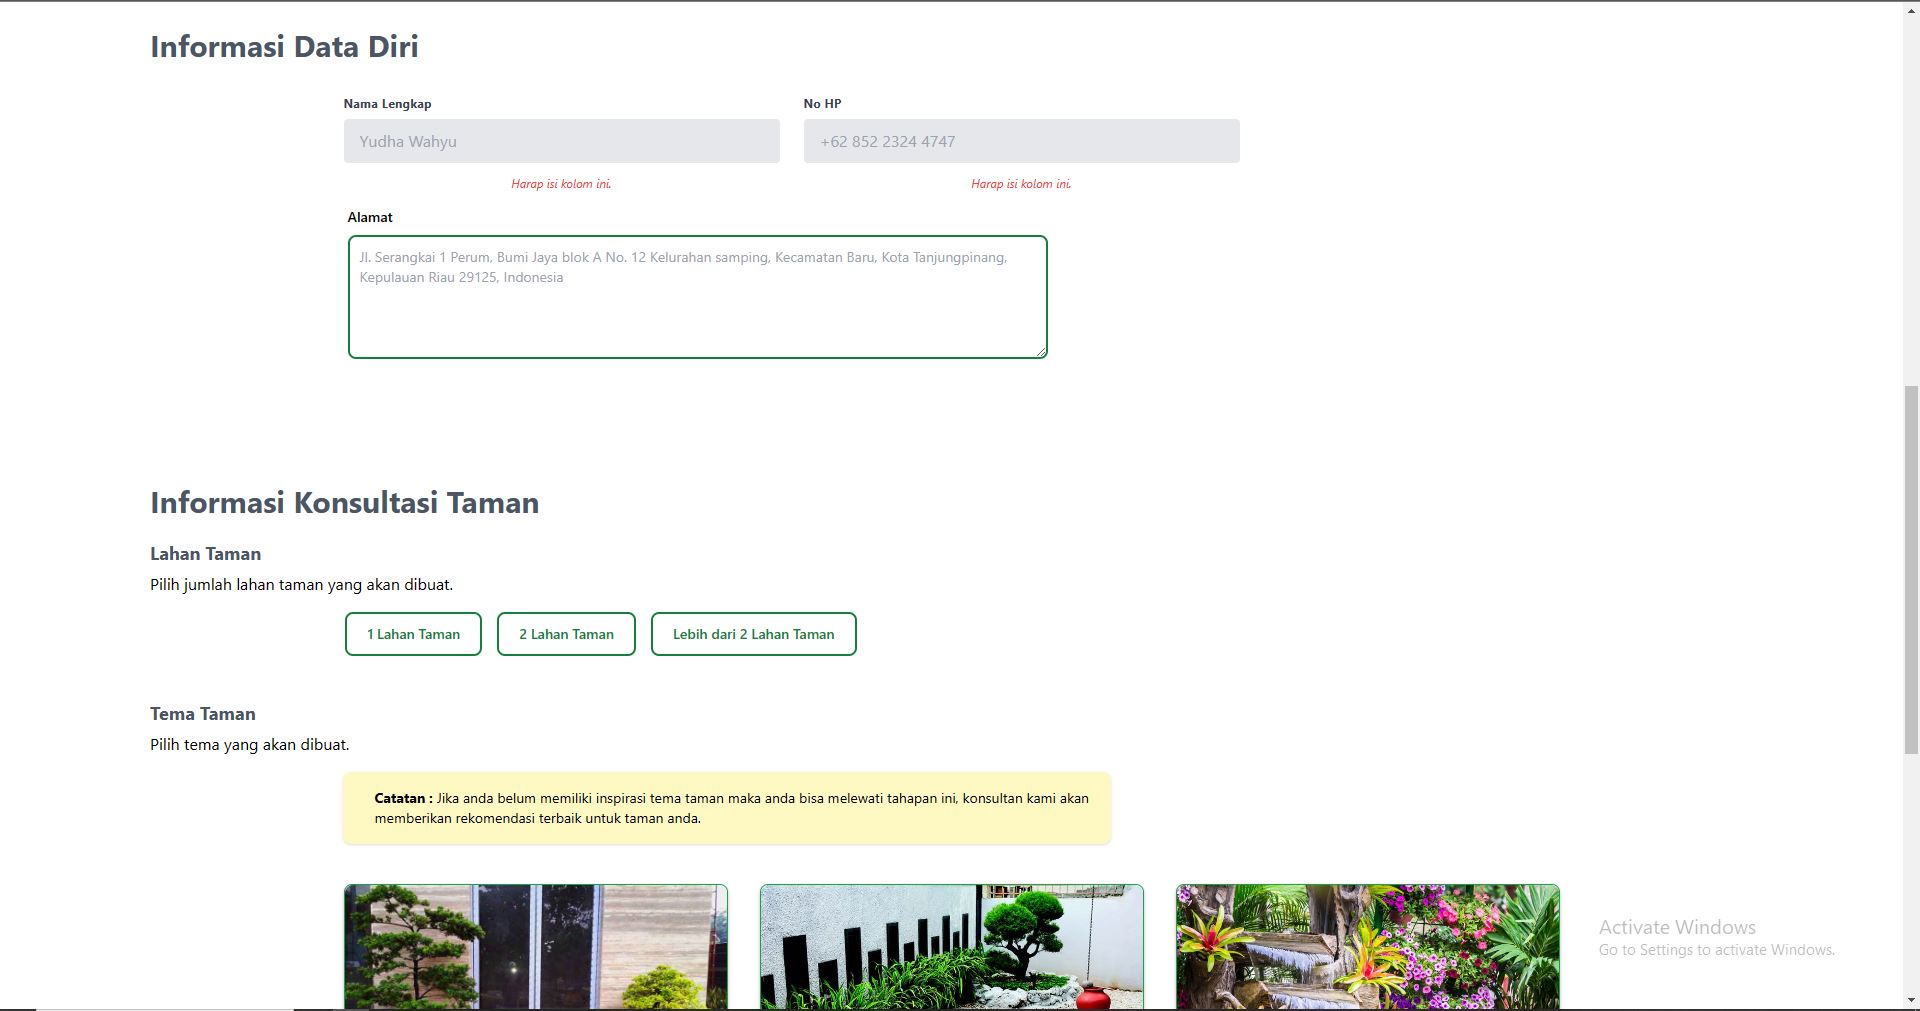 Informasi Data Diri
Nama Lengkap
No HP
Yudha Wahyu
+62 852 2324 4747
Harap isi kolom ini.
Harap isi kolom ini.
Alamat
Jl. Serangkai 1 Perum, Bumi Jaya blok A No. 12 Kelurahan samping, Kecamatan Baru, Kota Tanjungpinang,
Kepulauan Riau 29125, Indonesia
Informasi Konsultasi Taman
Lahan Taman
Pilih jumlah lahan taman yang akan dibuat.
1 Lahan Taman
2 Lahan Taman
Lebih dari 2 Lahan Taman
Tema Taman
Pilih tema yang akan dibuat.
Catatan : Jika anda belum memiliki inspirasi tema taman maka anda bisa melewati tahapan ini, konsultan kami akan
memberikan rekomendasi terbaik untuk taman anda.
Activate Windows
Go to Settings to activate Windows.